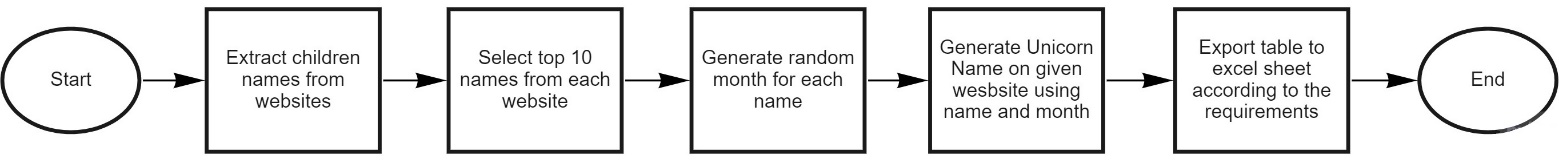 Start
Extract children
names from
websites
Select top 10
names from each
website
Generate random
month for each
name
Generate Unicorn
Name on given
wesbsite using
name and month
Export table to
excel sheet
according to the
requirements
End